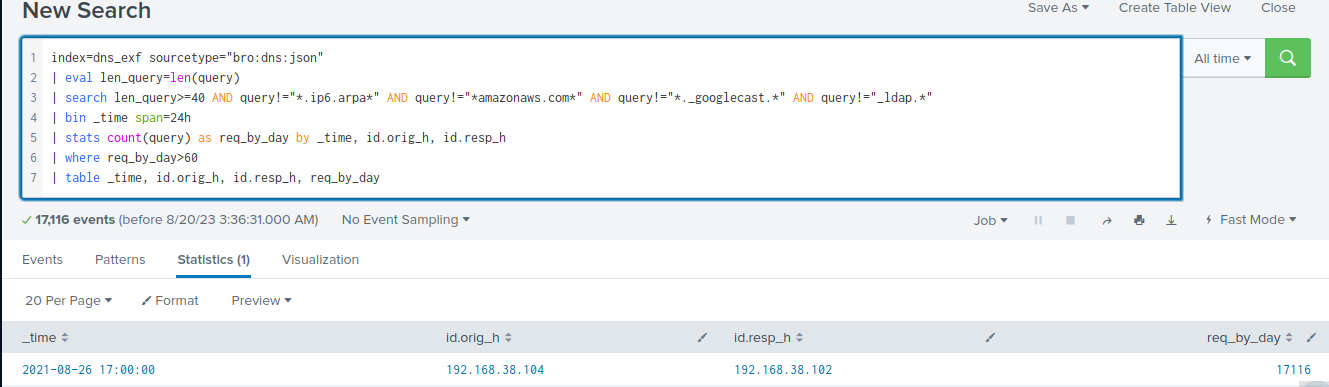 New Search
Save As Create Table View Close
1 index=dns_exf sourcetype="bro:dns:json"
2 | eval len_query=len(query)
3 | search len_query>=40 AND query!="*.ip6.arpa*" AND query!="*amazonaws.com*" AND query!="*._googlecast.*" AND query!="_ldap.*"
4 | bin _time span=24h
5 | stats count(query) as req_by_day by _time, id.orig_h, id.resp_h
6 | where req_by_day>60
7 | table _time, id.orig_h, id.resp_h, req_by_day
All time
17,116 events (before 8/20/23 3:36:31.000 AM) No Event Sampling Job Fast Mode
Events Patterns Statistics (1) Visualization
20 Per Page Format Preview
_time id.orig_h id.resp_h req_by_day
2021-08-26 17:00:00 192.168.38.104 192.168.38.102 17116